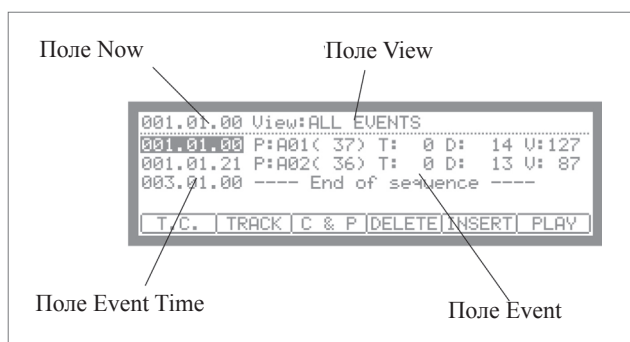 Поле Now Поле View
001.01.00 View:ALL EVENTS
001.01.00 P:A01( 37) T: 0 D: 14 V:127
001.01.21 P:A02( 36) T: 0 D: 13 V: 87
003.01.00 ---- End of sequence ----
T.C. TRACK C & P DELETE INSERT PLAY
Поле Event Time Поле Event